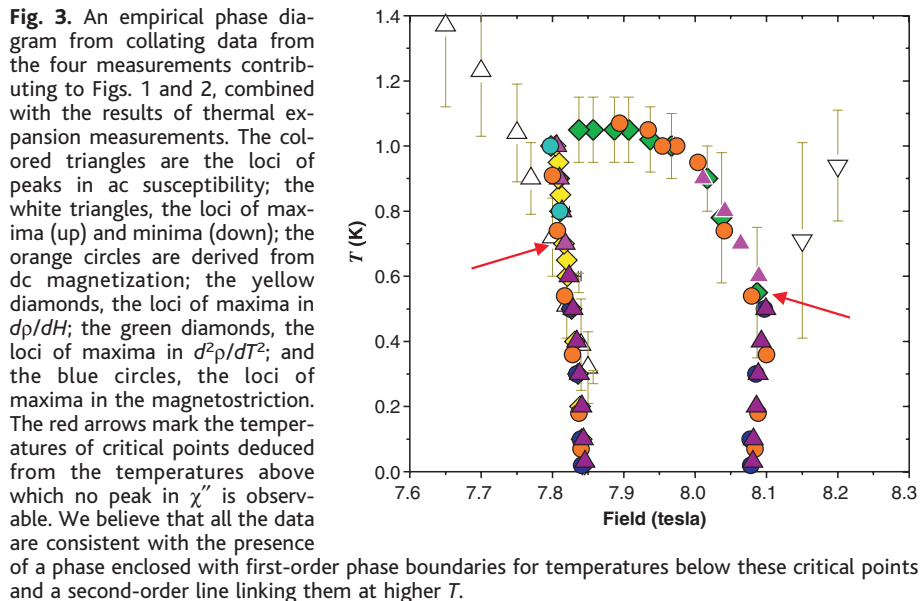 Fig. 3. An empirical phase dia-
gram from collating data from
the four measurements contrib-
uting to Figs. 1 and 2, combined
with the results of thermal ex-
pansion measurements. The col-
ored triangles are the loci of
peaks in ac susceptibility; the
white triangles, the loci of max-
ima (up) and minima (down); the
orange circles are derived from
dc magnetization; the yellow
diamonds, the loci of maxima in
dρ/dH; the green diamonds, the
loci of maxima in d²ρ/dT²; and
the blue circles, the loci of
maxima in the magnetostriction.
The red arrows mark the temper-
atures of critical points deduced
from the temperatures above
which no peak in χ″ is observ-
able. We believe that all the data
are consistent with the presence
of a phase enclosed with first-order phase boundaries for temperatures below these critical points
and a second-order line linking them at higher T.
T (K)
1.4
1.2
1.0
0.8
0.6
0.4
0.2
0.0
7.6 7.7 7.8 7.9 8.0 8.1 8.2 8.3
Field (tesla)